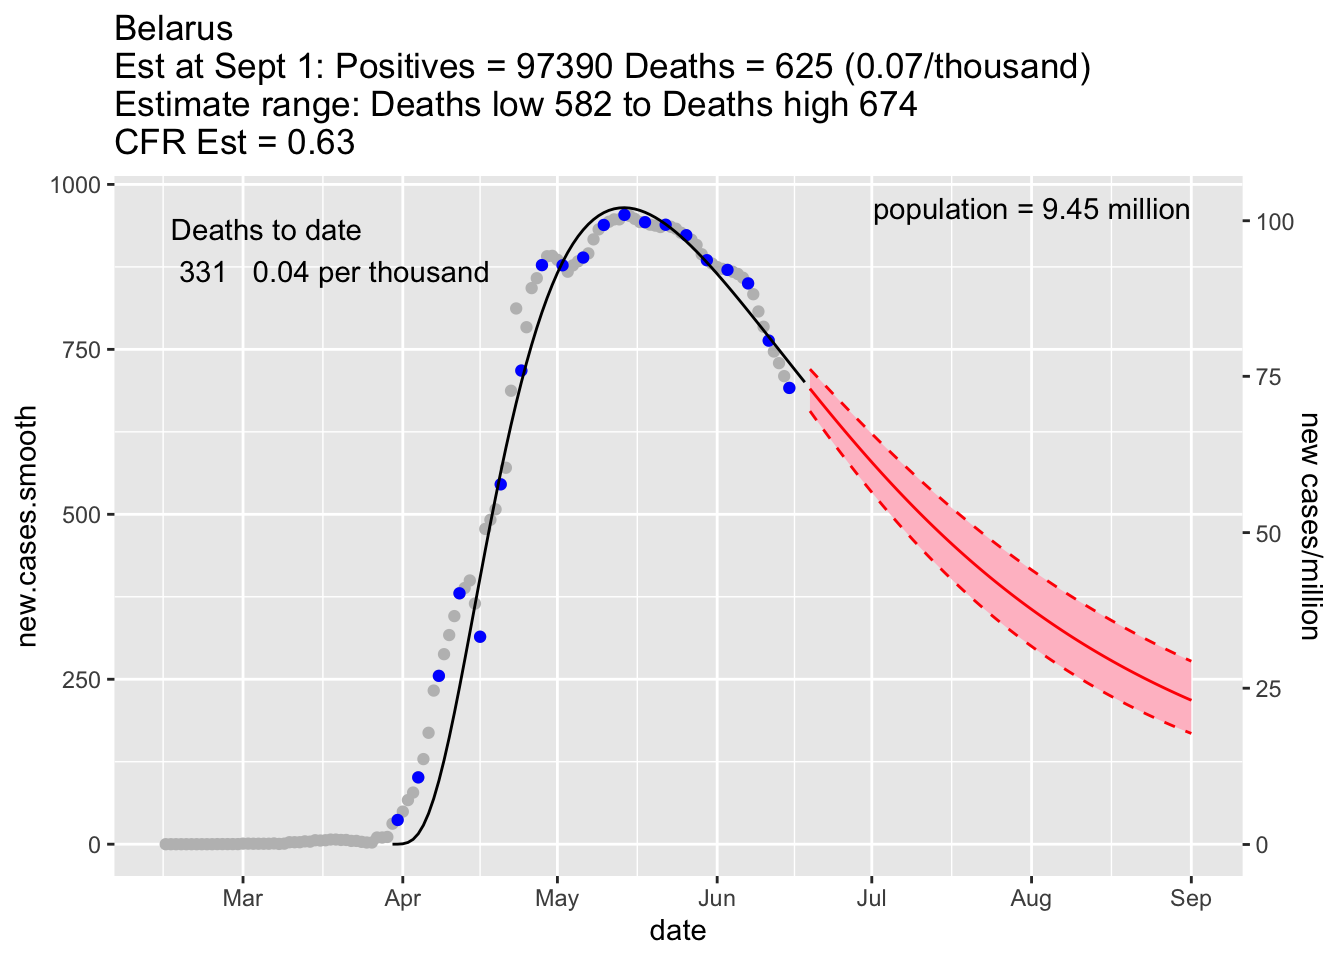 Belarus
Est at Sept 1: Positives = 97390 Deaths = 625 (0.07/thousand)
Estimate range: Deaths low 582 to Deaths high 674
CFR Est = 0.63
1000
750
500
250
0
new.cases.smooth
Deaths to date
331 0.04 per thousand
population = 9.45 million
100
75
50
25
0
new cases/million
Mar Apr May Jun Jul Aug Sep
date